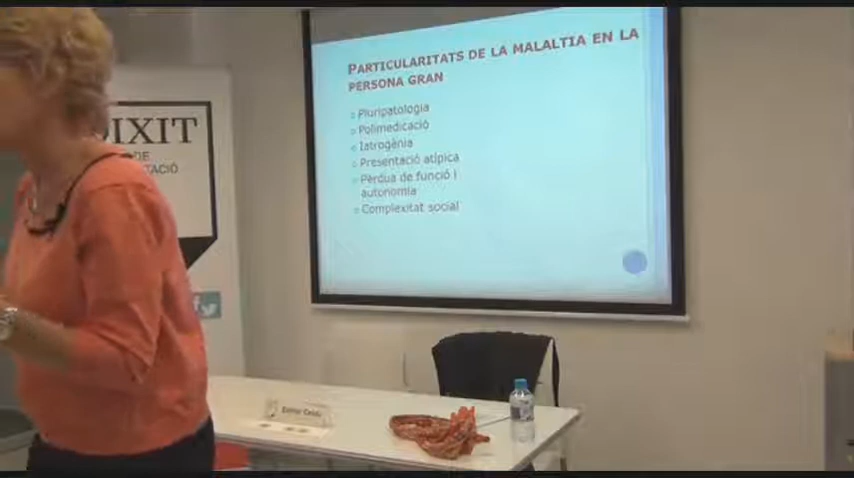 PARTICULARITATS DE LA MALALTIA EN LA
PERSONA GRAN
Pluripatologia
Polimedicació
Iatrogènia
Presentació atípica
Pèrdua de funció i
autonomia
Complexitat social
DIXIT
DE